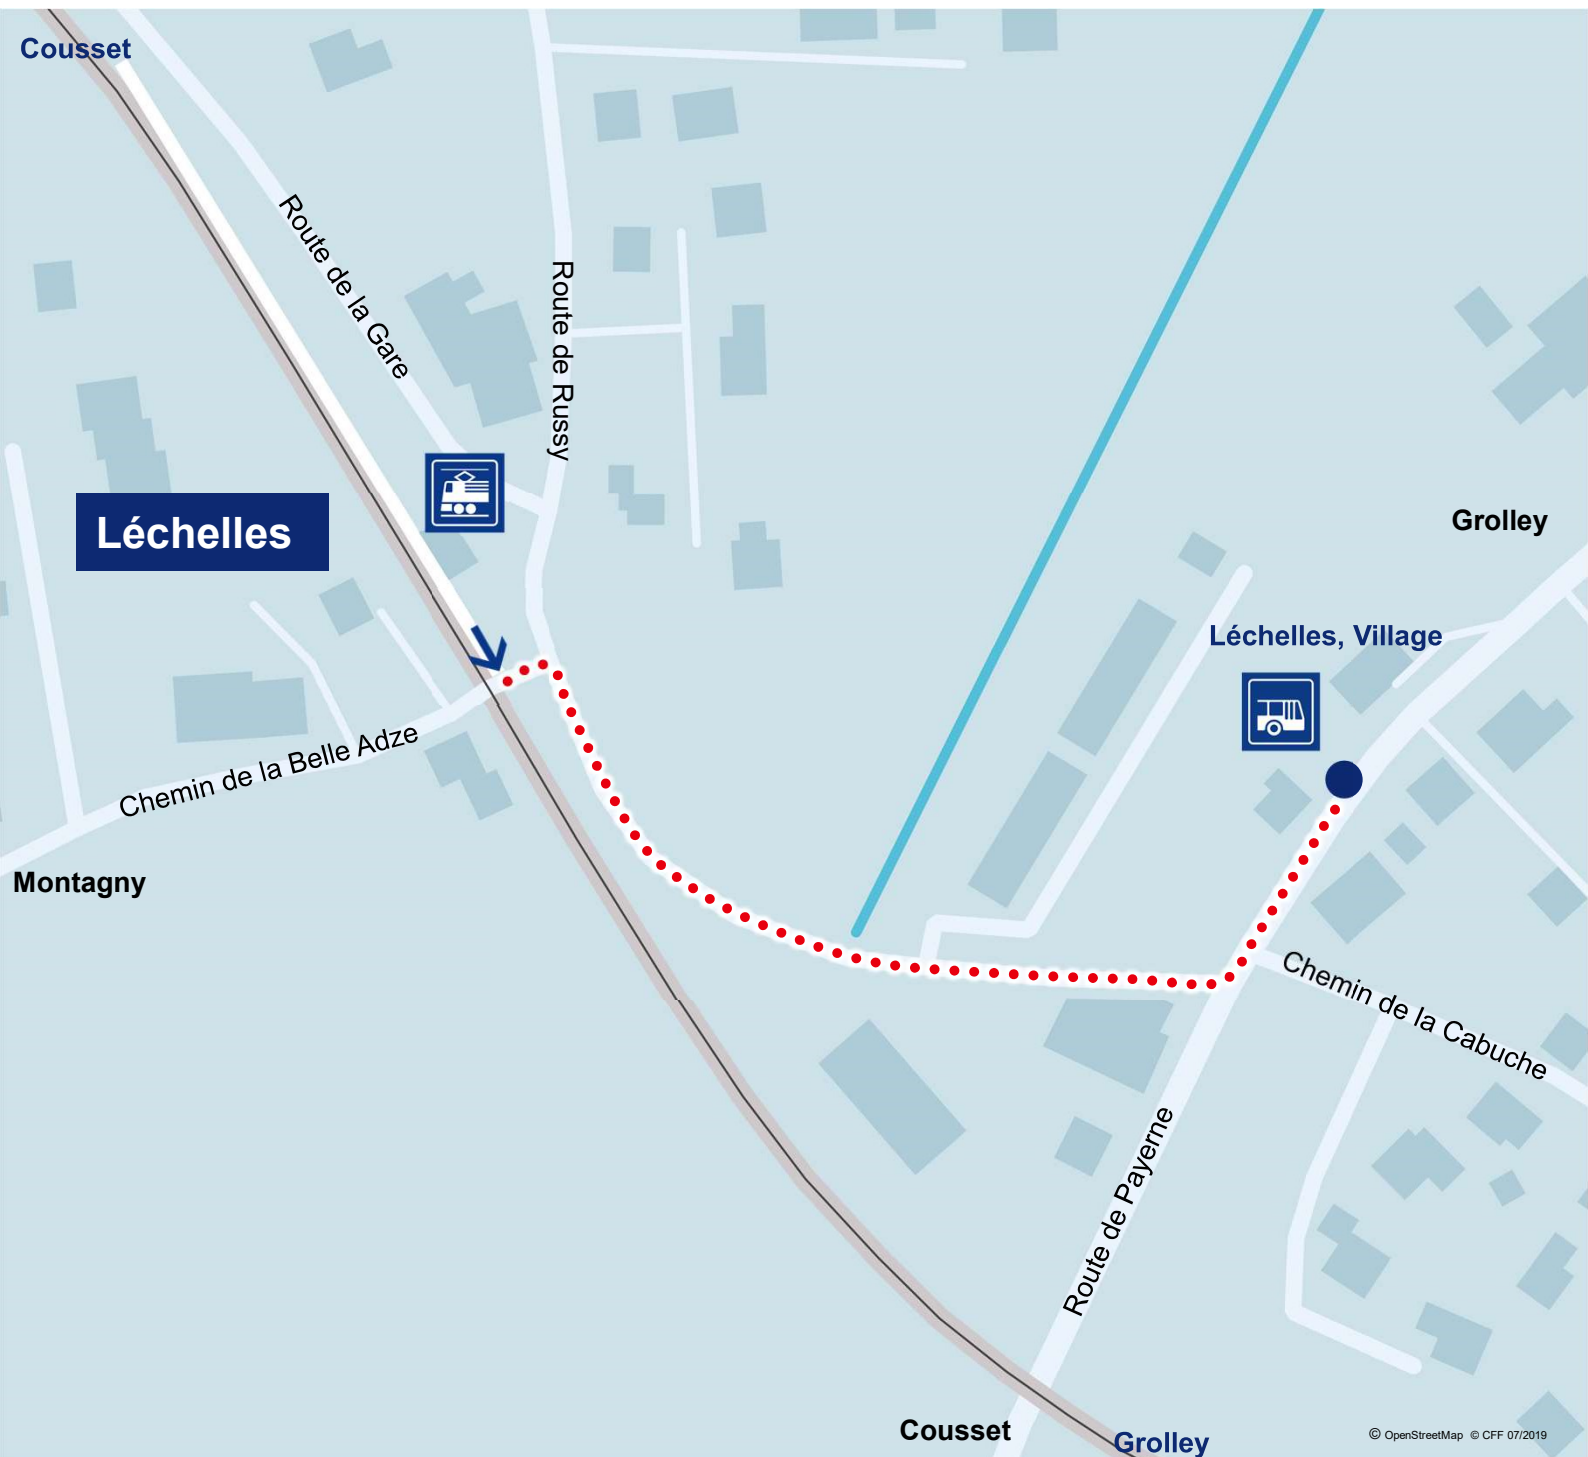 Cousset
Route de la Gare
Route de Russy
Léchelles
Grolley
Léchelles, Village
Chemin de la Belle Adze
Montagny
Chemin de la Cabuche
Route de Payerne
Cousset
Grolley
© OpenStreetMap © CFF 07/2019